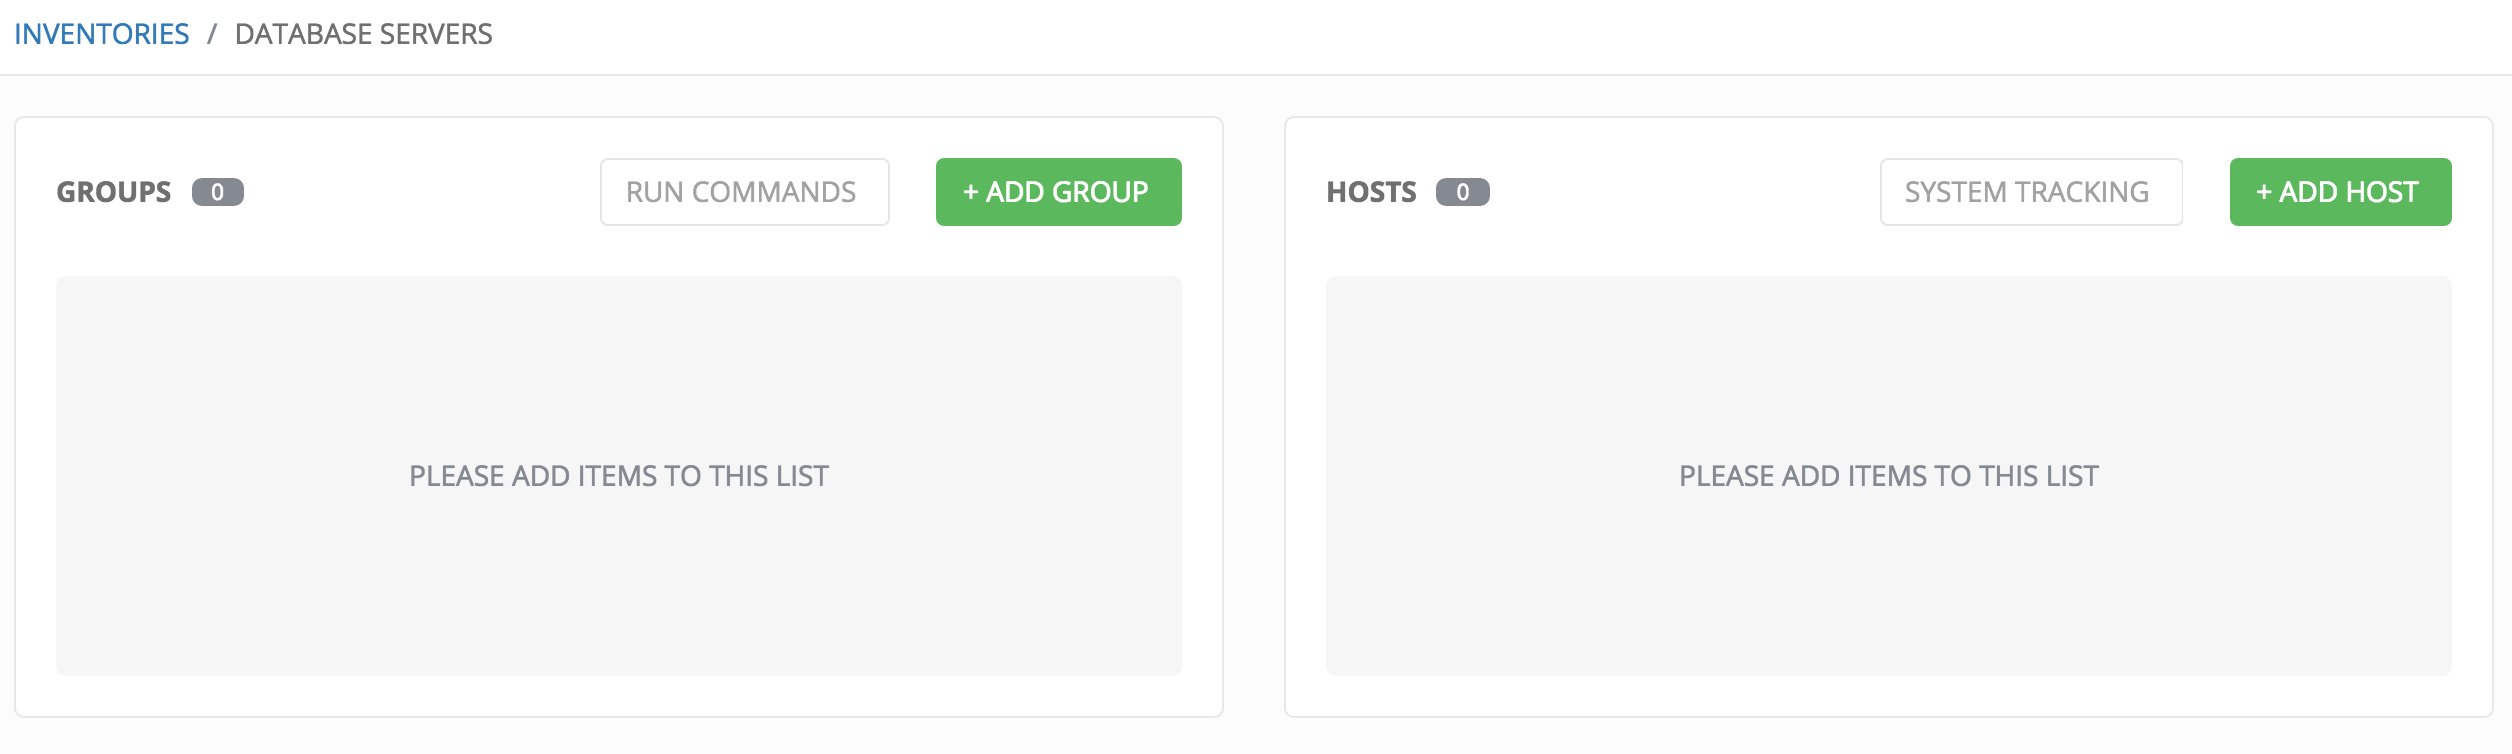 INVENTORIES / DATABASE SERVERS
GROUPS 0 RUN COMMANDS + ADD GROUP
PLEASE ADD ITEMS TO THIS LIST
HOSTS 0 SYSTEM TRACKING + ADD HOST
PLEASE ADD ITEMS TO THIS LIST